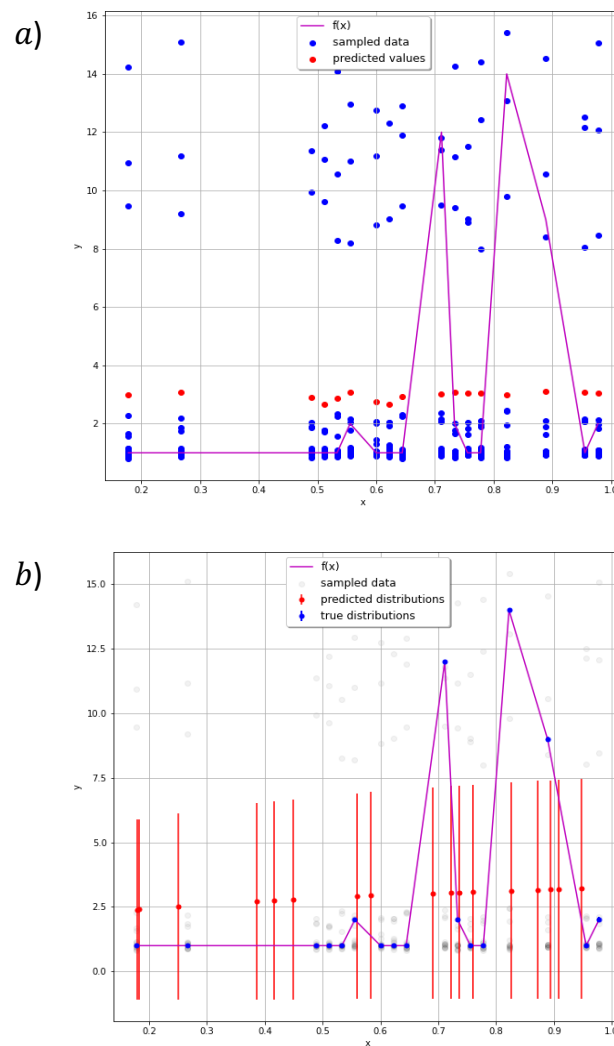 a)
16
14
12
10
8
6
4
2
y
f(x)
sampled data
predicted values
0.2
0.3
0.4
0.5
0.6
0.7
0.8
0.9
1.0
x
b)
15.0
12.5
10.0
7.5
5.0
2.5
0.0
y
f(x)
sampled data
predicted distributions
true distributions
0.2
0.3
0.4
0.5
0.6
0.7
0.8
0.9
1.0
x